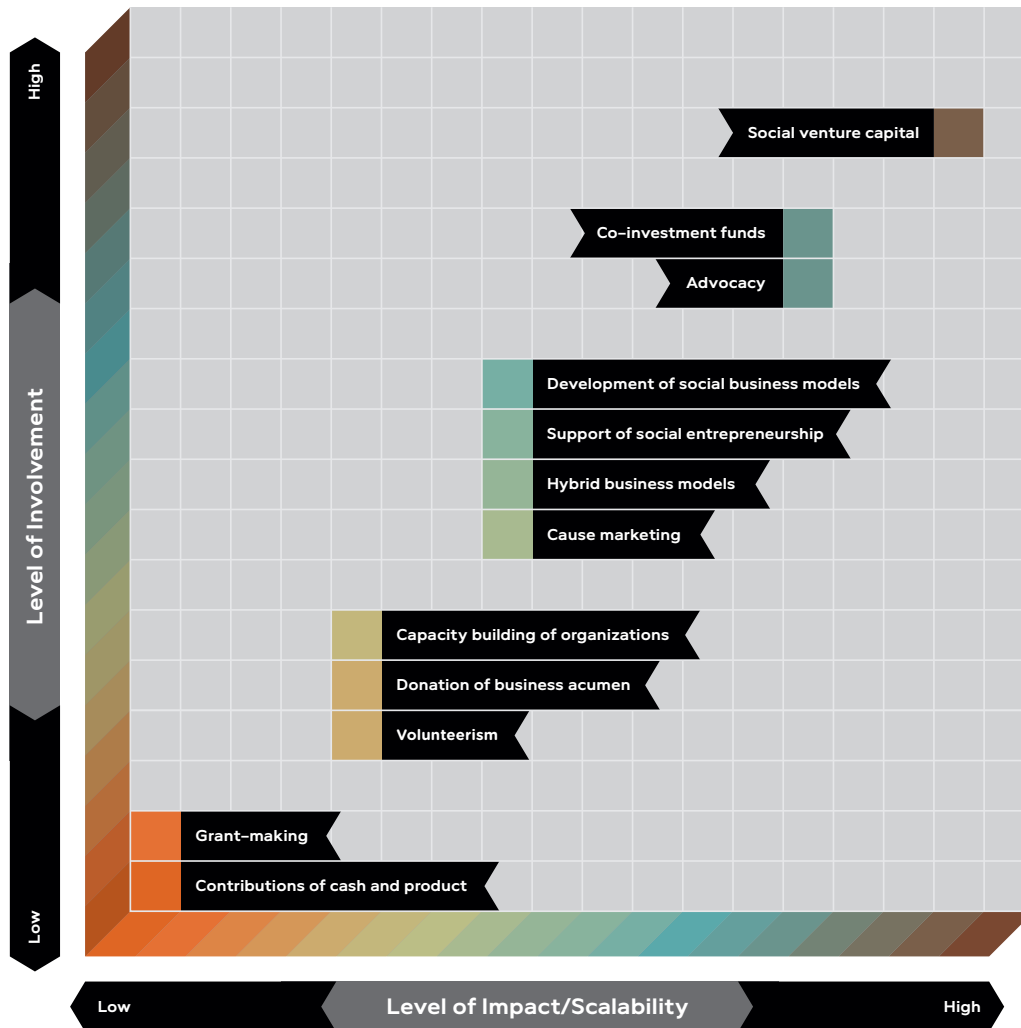 High
Social venture capital
Co-investment funds
Advocacy
Level of Involvement
Development of social business models
Support of social entrepreneurship
Hybrid business models
Cause marketing
Capacity building of organizations
Donation of business acumen
Volunteerism
Grant-making
Contributions of cash and product
Low
Low
Level of Impact/Scalability
High